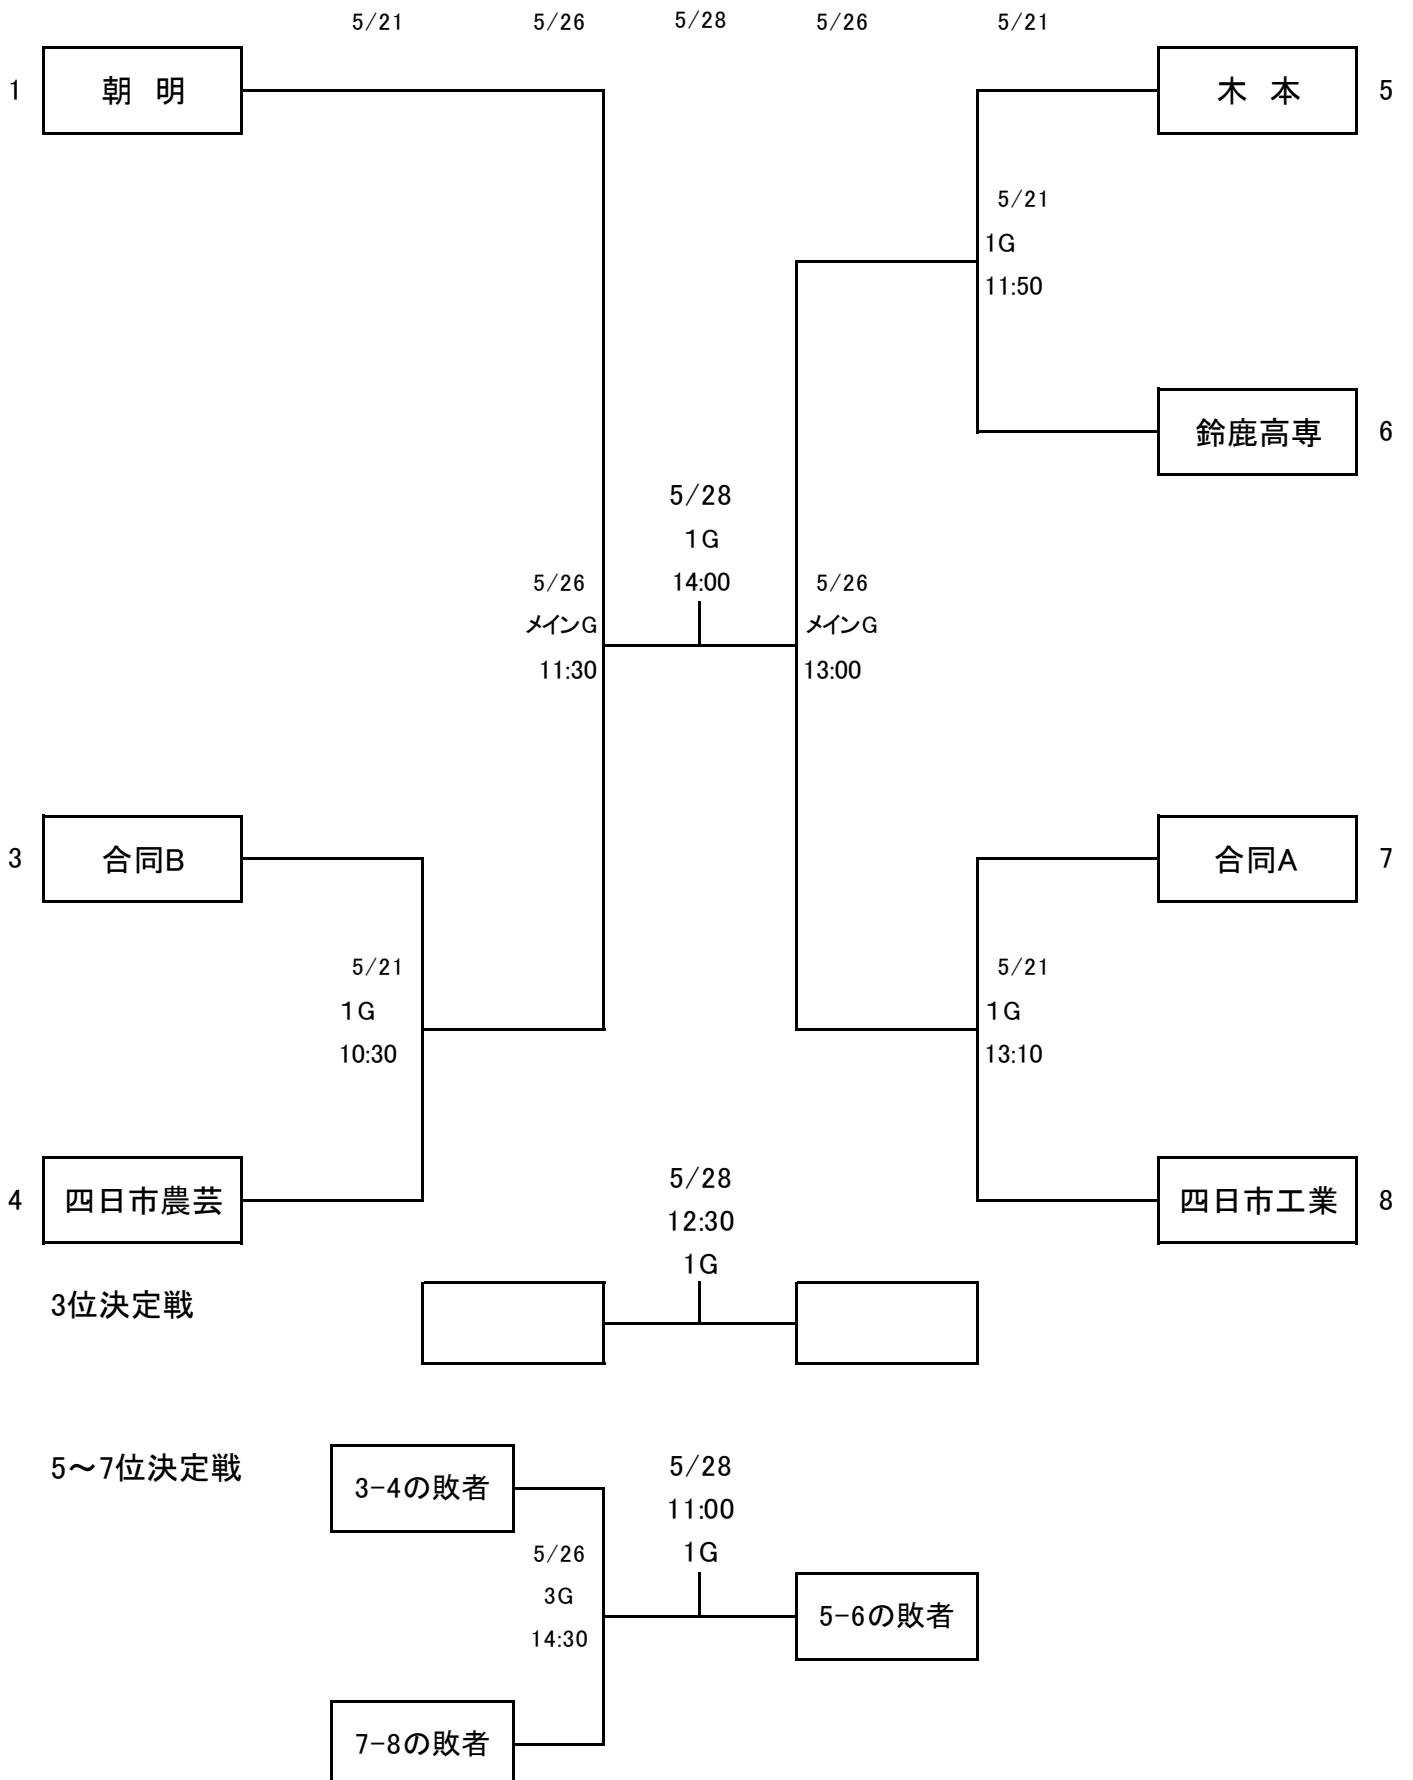 5/21 5/26 5/28 5/26 5/21
1 朝 明 木 本 5
5/21
1G
11:50
鈴鹿高専 6
5/28
1G
14:00
5/26 5/26
メインG メインG
11:30 13:00
3 合同B 合同A 7
5/21 5/21
1G 1G
10:30 13:10
4 四日市農芸 四日市工業 8
5/28
12:30
1G
3位決定戦
5～7位決定戦
3-4の敗者
5/28
11:00
1G
5/26
3G
14:30
5-6の敗者
7-8の敗者